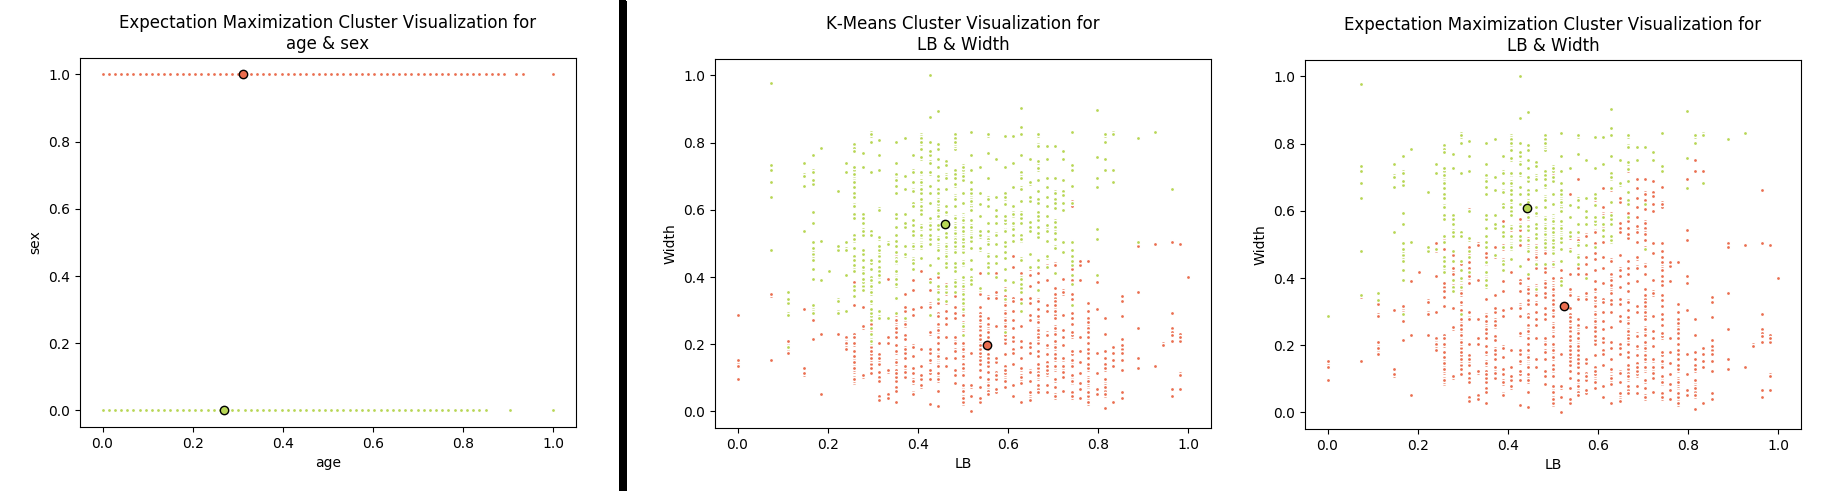 Expectation Maximization Cluster Visualization for
age & sex
1.0
0.8
0.6
0.4
0.2
0.0
sex
0.0 0.2 0.4 0.6 0.8 1.0
age
K-Means Cluster Visualization for
LB & Width
1.0
0.8
0.6
0.4
0.2
0.0
Width
0.0 0.2 0.4 0.6 0.8 1.0
LB
Expectation Maximization Cluster Visualization for
LB & Width
1.0
0.8
0.6
0.4
0.2
0.0
Width
0.0 0.2 0.4 0.6 0.8 1.0
LB